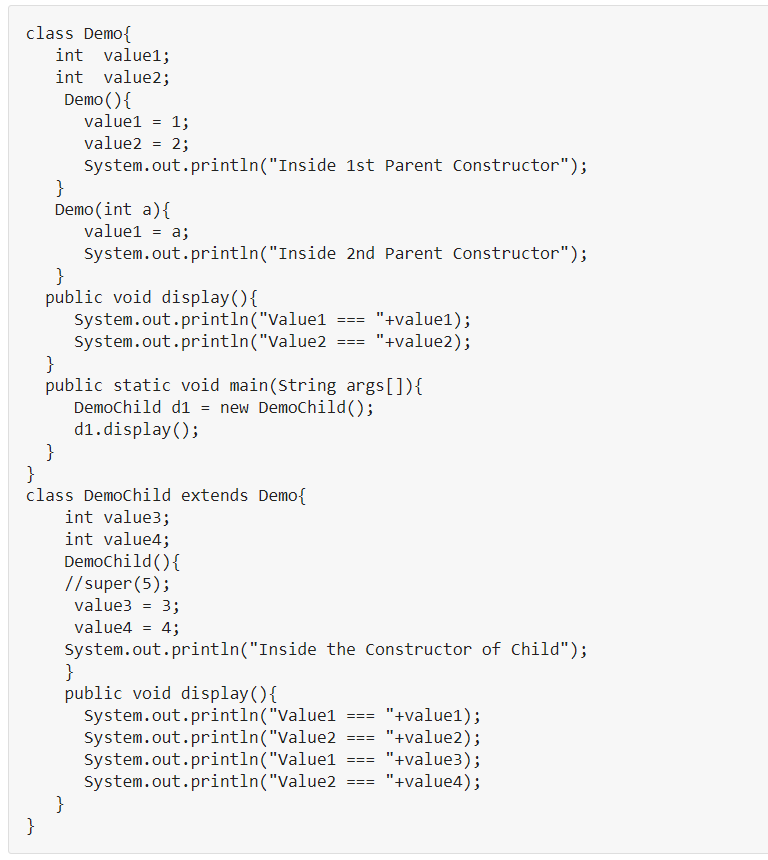 class Demo{
int  value1;
int  value2;
Demo(){
value1 = 1;
value2 = 2;
System.out.println("Inside 1st Parent Constructor");
}
Demo(int a){
value1 = a;
System.out.println("Inside 2nd Parent Constructor");
}
public void display(){
System.out.println("Value1 === "+value1);
System.out.println("Value2 === "+value2);
}
public static void main(String args[]){
DemoChild d1 = new DemoChild();
d1.display();
}
}
class DemoChild extends Demo{
int value3;
int value4;
DemoChild(){
//super(5);
value3 = 3;
value4 = 4;
System.out.println("Inside the Constructor of Child");
}
public void display(){
System.out.println("Value1 === "+value1);
System.out.println("Value2 === "+value2);
System.out.println("Value1 === "+value3);
System.out.println("Value2 === "+value4);
}
}